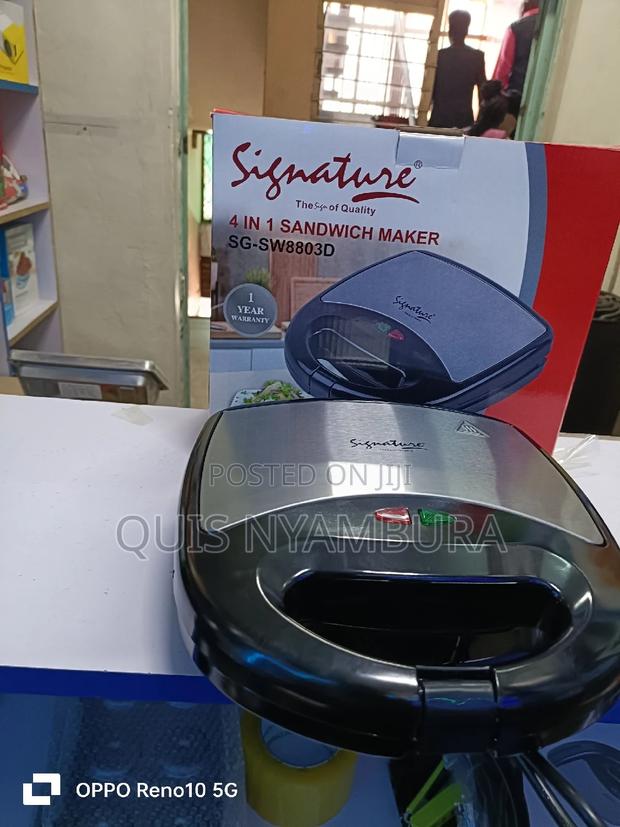 Signature®
The Sign of Quality
4 IN 1 SANDWICH MAKER
SG-SW8803D
1
YEAR
WARRANTY
Signature
Signature
POSTED ON JIJI
QUIS NYAMBURA
OPPO Reno10 5G